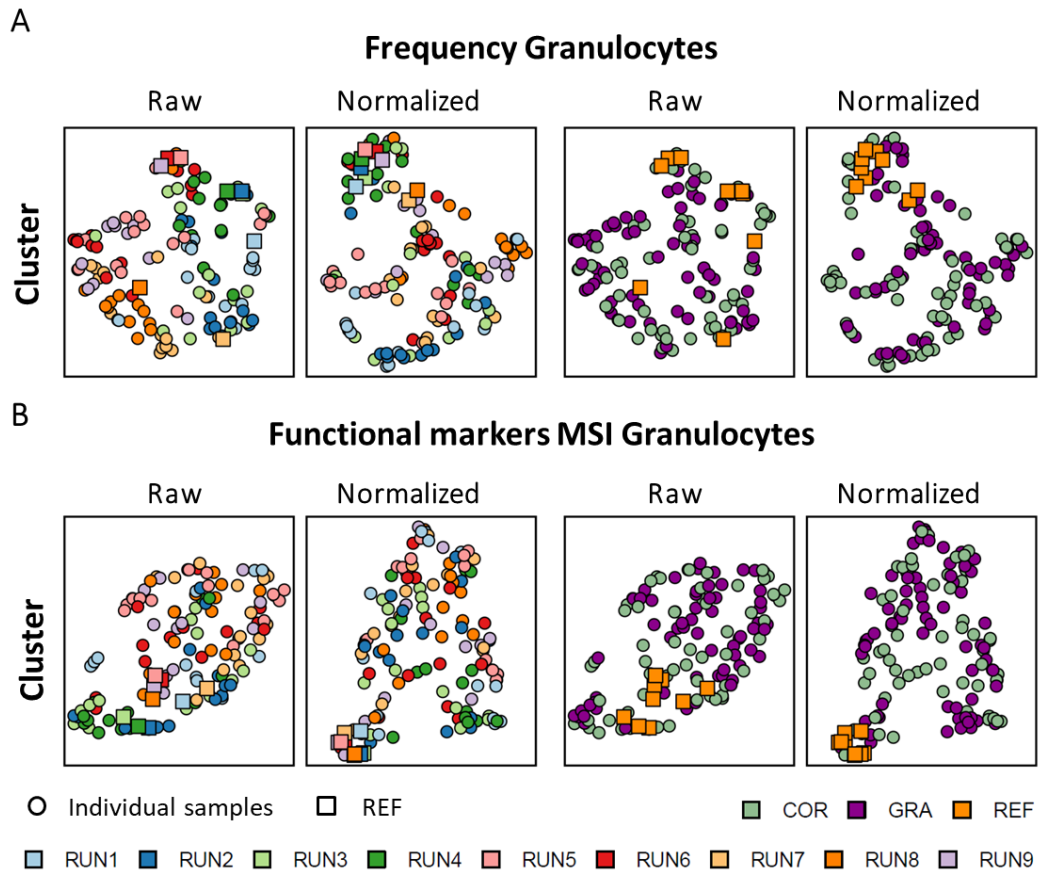 A
Frequency Granulocytes
Raw Normalized Raw Normalized
Cluster
B
Functional markers MSI Granulocytes
Raw Normalized Raw Normalized
Cluster
Individual samples REF COR GRA REF
RUN1 RUN2 RUN3 RUN4 RUN5 RUN6 RUN7 RUN8 RUN9